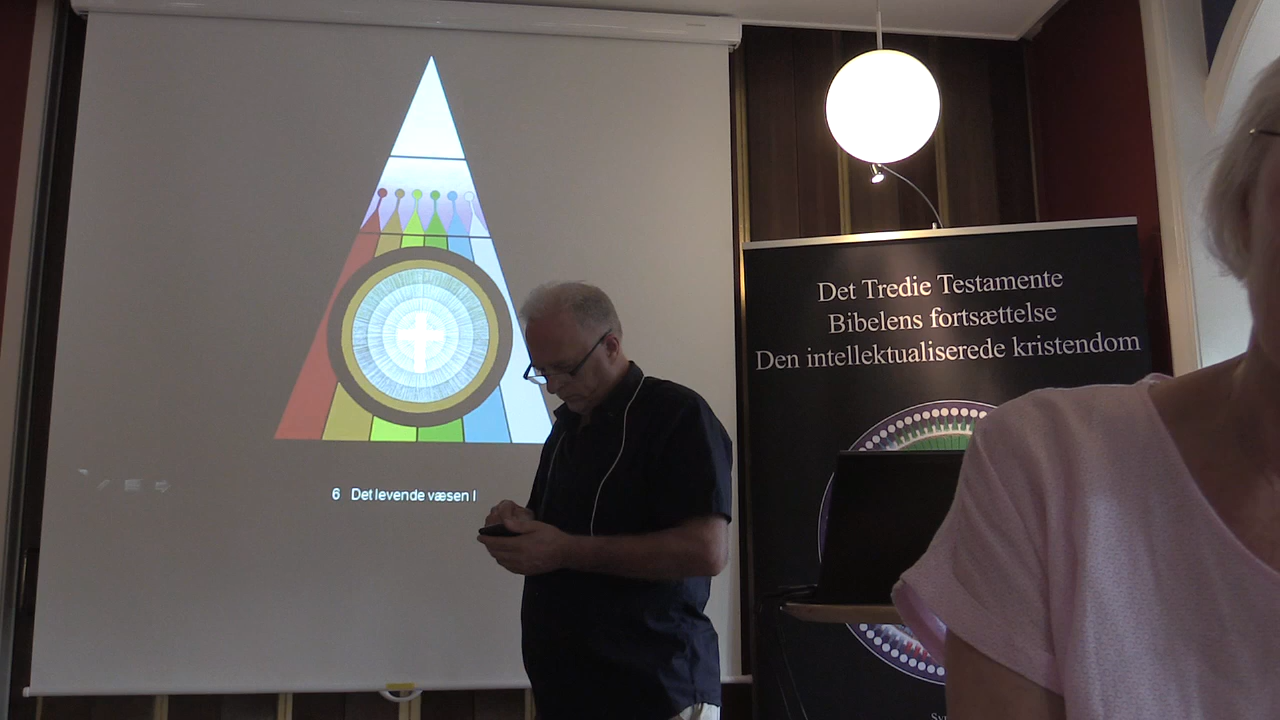 6 Det levende væsen I
Det Tredie Testamente
Bibelens fortsættelse
Den intellektualiserede kristendom